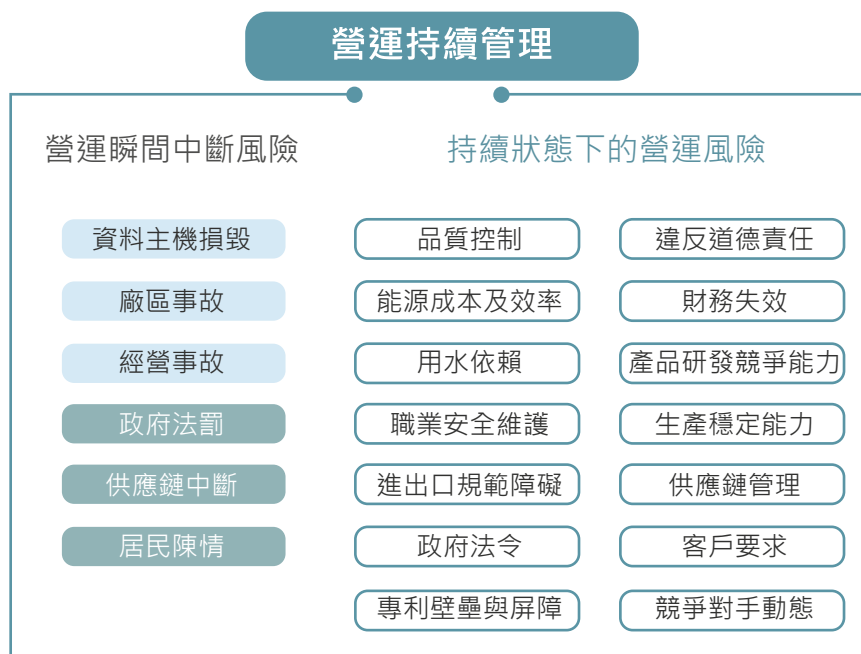 營運持續管理
營運瞬間中斷風險
資料主機損毀
廠區事故
經營事故
政府法罰
供應鏈中斷
居民陳情
持續狀態下的營運風險
品質控制
能源成本及效率
用水依賴
職業安全維護
進出口規範障礙
政府法令
專利壁壘與屏障
違反道德責任
財務失效
產品研發競爭能力
生產穩定能力
供應鏈管理
客戶要求
競爭對手動態